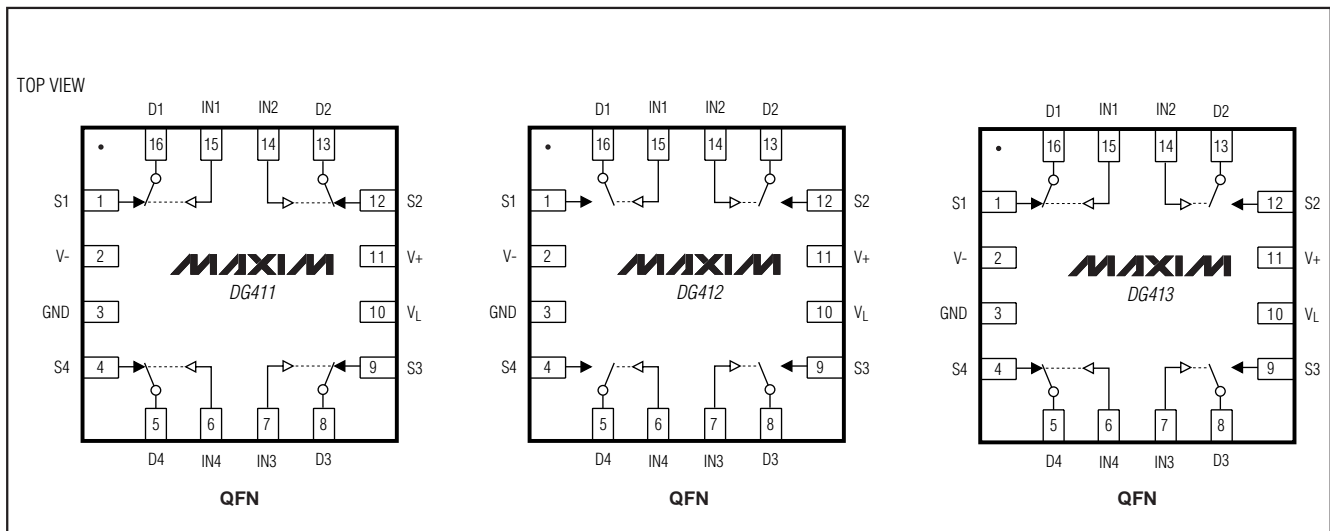 TOP VIEW
D1 IN1 IN2 D2
16 15 14 13
S1 1 12 S2
V- 2 11 V+
MAXIM
DG411
GND 3 10 VL
S4 4 9 S3
5 6 7 8
D4 IN4 IN3 D3
QFN
D1 IN1 IN2 D2
16 15 14 13
S1 1 12 S2
V- 2 11 V+
MAXIM
DG412
GND 3 10 VL
S4 4 9 S3
5 6 7 8
D4 IN4 IN3 D3
QFN
D1 IN1 IN2 D2
16 15 14 13
S1 1 12 S2
V- 2 11 V+
MAXIM
DG413
GND 3 10 VL
S4 4 9 S3
5 6 7 8
D4 IN4 IN3 D3
QFN